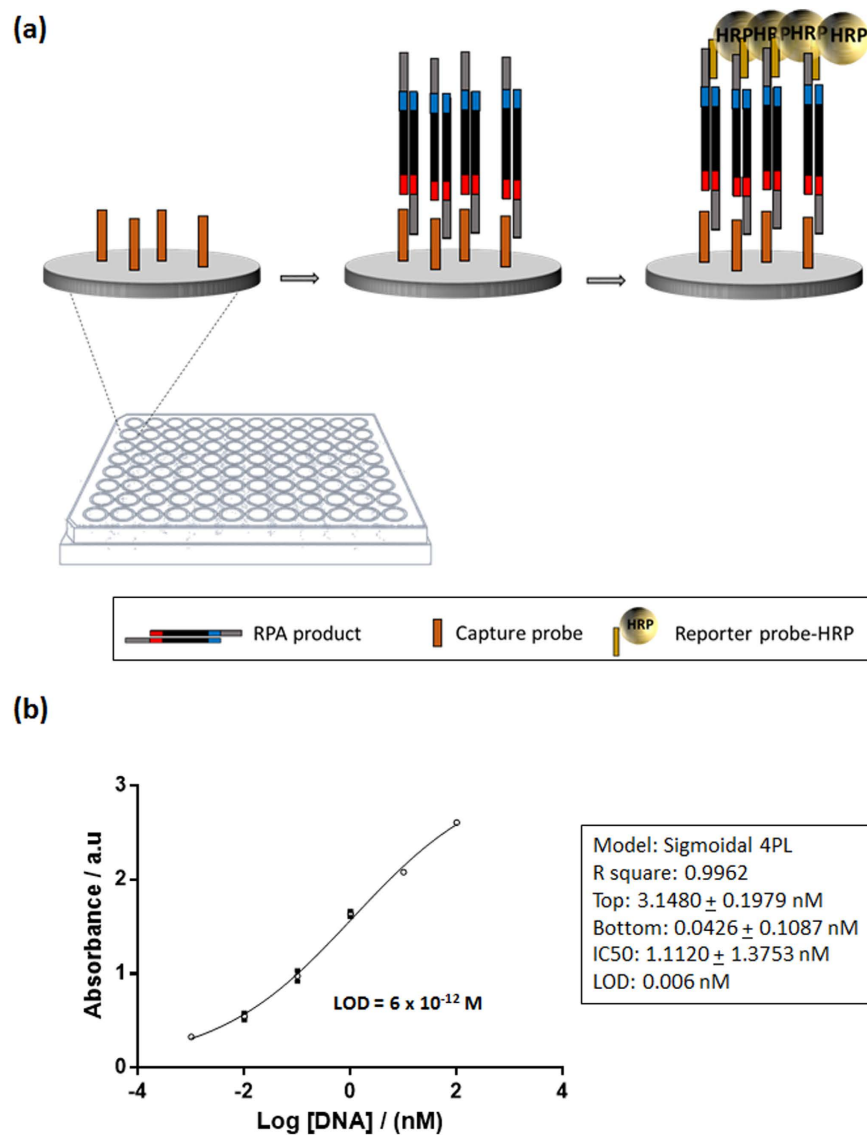 (a)
HRP HRP HRP HRP
RPA product
Capture probe
HRP
Reporter probe-HRP
(b)
3
2
1
0
Absorbance / a.u
-4
-2
0
2
4
Log [DNA] / (nM)
LOD = 6 x 10⁻¹² M
Model: Sigmoidal 4PL
R square: 0.9962
Top: 3.1480 ± 0.1979 nM
Bottom: 0.0426 ± 0.1087 nM
IC50: 1.1120 ± 1.3753 nM
LOD: 0.006 nM